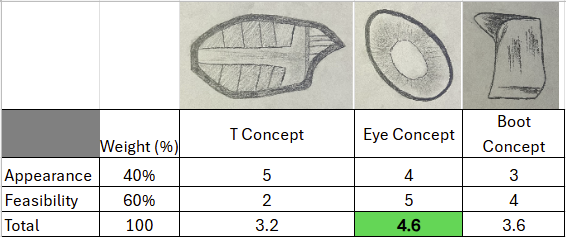 Weight (%) T Concept Eye Concept Boot Concept
Appearance 40% 5 4 3
Feasibility 60% 2 5 4
Total 100 3.2 4.6 3.6